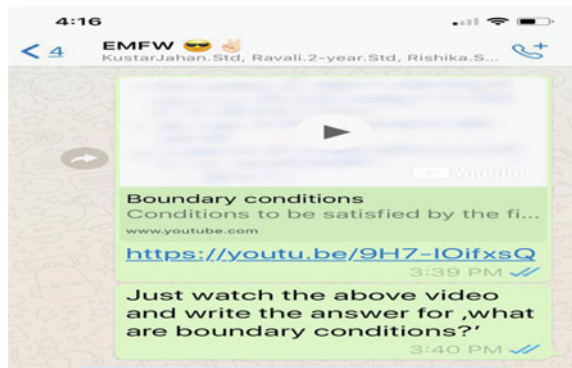 4:16
4
EMFW 😎 ✌🏻
KustarJahan.Std, Ravali.2-year.Std, Rishika.S...
Youtube
Boundary conditions
Conditions to be satisfied by the fi...
www.youtube.com
https://youtu.be/9H7-IOifxsQ
3:39 PM
Just watch the above video
and write the answer for ,what
are boundary conditions?’
3:40 PM